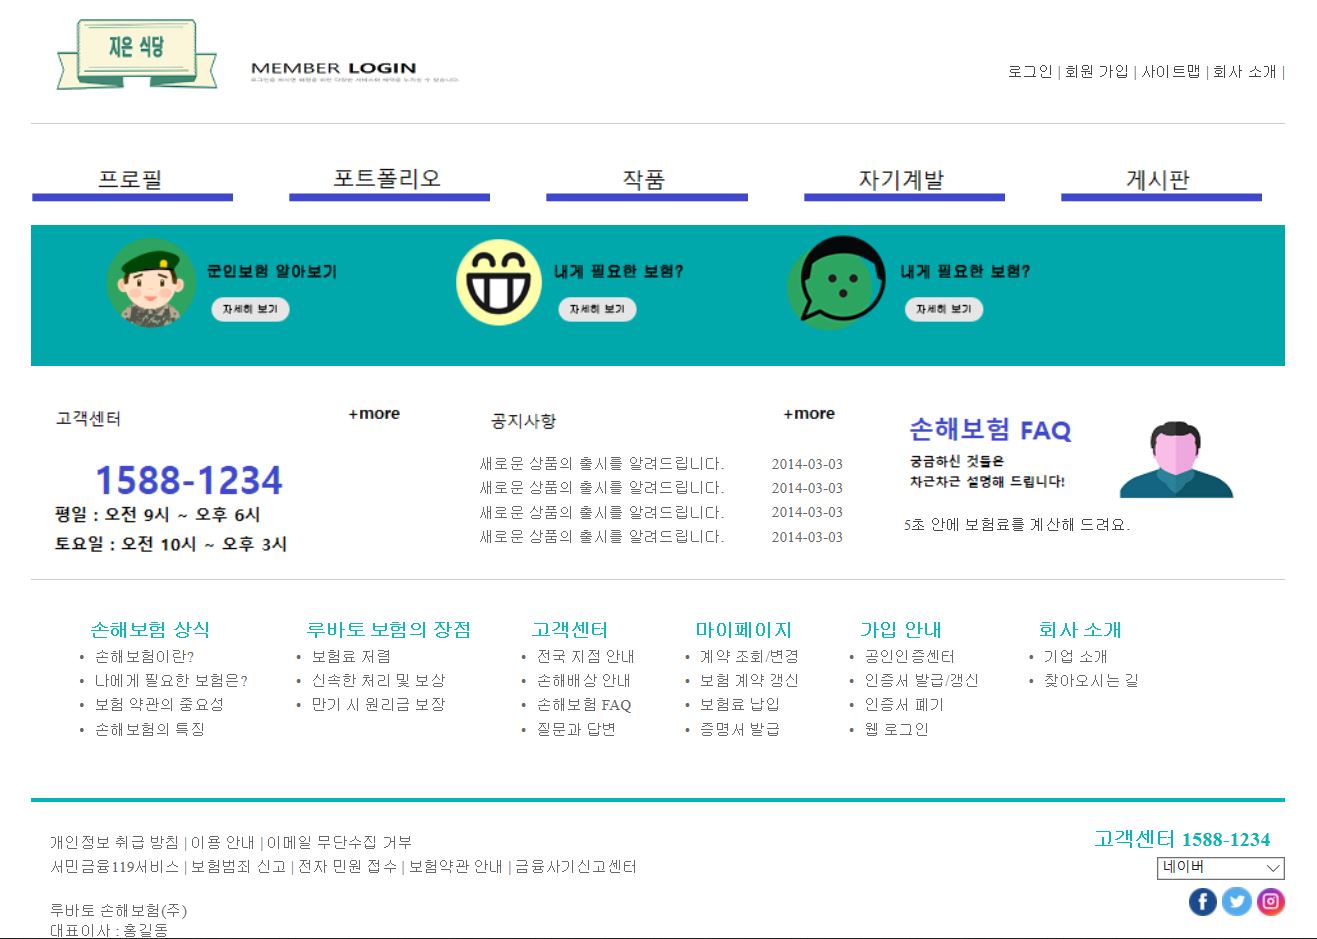 지은 식당
MEMBER LOGIN
로그인 | 회원 가입 | 사이트맵 | 회사 소개 |
프로필 포트폴리오 작품 자기계발 게시판
군인보험 알아보기
자세히 보기
내게 필요한 보험?
자세히 보기
내게 필요한 보험?
자세히 보기
고객센터 +more
1588-1234
평일 : 오전 9시 ~ 오후 6시
토요일 : 오전 10시 ~ 오후 3시
공지사항 +more
새로운 상품의 출시를 알려드립니다. 2014-03-03
새로운 상품의 출시를 알려드립니다. 2014-03-03
새로운 상품의 출시를 알려드립니다. 2014-03-03
새로운 상품의 출시를 알려드립니다. 2014-03-03
손해보험 FAQ
궁금하신 것들은
차근차근 설명해 드립니다!
5초 안에 보험료를 계산해 드려요.
손해보험 상식
• 손해보험이란?
• 나에게 필요한 보험은?
• 보험 약관의 중요성
• 손해보험의 특징
루바토 보험의 장점
• 보험료 저렴
• 신속한 처리 및 보상
• 만기 시 원리금 보장
고객센터
• 전국 지점 안내
• 손해배상 안내
• 손해보험 FAQ
• 질문과 답변
마이페이지
• 계약 조회/변경
• 보험 계약 갱신
• 보험료 납입
• 증명서 발급
가입 안내
• 공인인증센터
• 인증서 발급/갱신
• 인증서 폐기
• 웹 로그인
회사 소개
• 기업 소개
• 찾아오시는 길
개인정보 취급 방침 | 이용 안내 | 이메일 무단수집 거부
서민금융119서비스 | 보험범죄 신고 | 전자 민원 접수 | 보험약관 안내 | 금융사기신고센터
루바토 손해보험(주)
대표이사 : 홍길동
고객센터 1588-1234
네이버